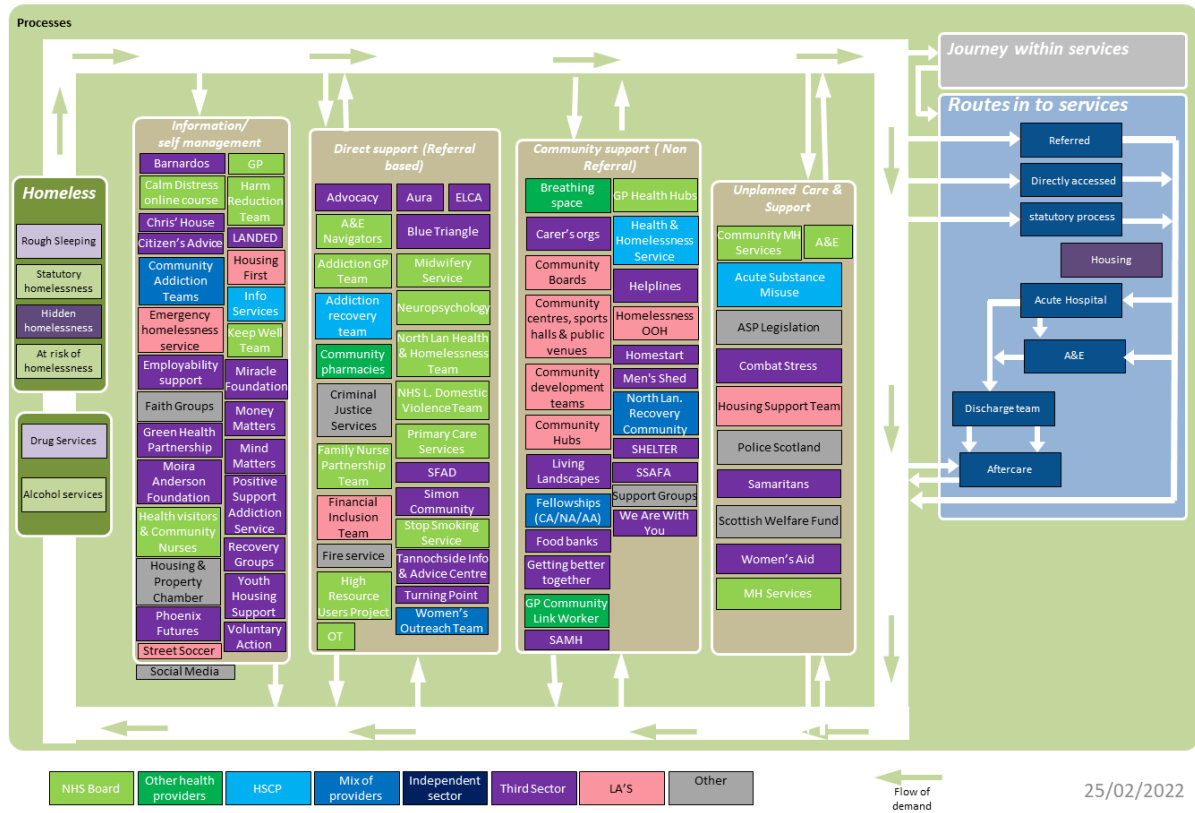 Processes
Homeless
Rough Sleeping
Statutory
homelessness
Hidden
homelessness
At risk of
homelessness
Drug Services
Alcohol services
Information/
self management
Barnardos
GP
Calm Distress
online course
Harm
Reduction
Team
Chris' House
Citizen's Advice
LANDED
Community
Addiction
Teams
Housing
First
Info
Services
Emergency
homelessness
service
Keep Well
Team
Employability
support
Miracle
Foundation
Faith Groups
Money
Matters
Green Health
Partnership
Mind
Matters
Moira
Anderson
Foundation
Positive
Support
Addiction
Service
Health visitors
& Community
Nurses
Recovery
Groups
Housing &
Property
Chamber
Youth
Housing
Support
Phoenix
Futures
Voluntary
Action
Street Soccer
Social Media
Direct support (Referral
based)
Advocacy
Aura
ELCA
A&E
Navigators
Blue Triangle
Addiction GP
Team
Midwifery
Service
Addiction
recovery
team
Neuropsychology
Community
pharmacies
North Lan Health
& Homelessness
Team
Criminal
Justice
Services
NHS L. Domestic
Violence Team
Primary Care
Services
Family Nurse
Partnership
Team
SFAD
Simon
Community
Financial
Inclusion
Team
Stop Smoking
Service
Fire service
Tannochside Info
& Advice Centre
High
Resource
Users Project
Turning Point
Women's
Outreach Team
OT
Community support ( Non
Referral)
Breathing
space
GP Health Hubs
Carer's orgs
Health &
Homelessness
Service
Community
Boards
Helplines
Community
centres, sports
halls & public
venues
Homelessness
OOH
Homestart
Community
development
teams
Men's Shed
North Lan.
Recovery
Community
Community
Hubs
SHELTER
Living
Landscapes
SSAFA
Support Groups
Fellowships
(CA/NA/AA)
We Are With
You
Food banks
Getting better
together
GP Community
Link Worker
SAMH
Unplanned Care &
Support
Community MH
Services
A&E
Acute Substance
Misuse
ASP Legislation
Combat Stress
Housing Support Team
Police Scotland
Samaritans
Scottish Welfare Fund
Women's Aid
MH Services
Journey within services
Routes in to services
Referred
Directly accessed
statutory process
Housing
Acute Hospital
A&E
Discharge team
Aftercare
NHS Board
Other health
providers
HSCP
Mix of
providers
Independent
sector
Third Sector
LA'S
Other
Flow of
demand
25/02/2022